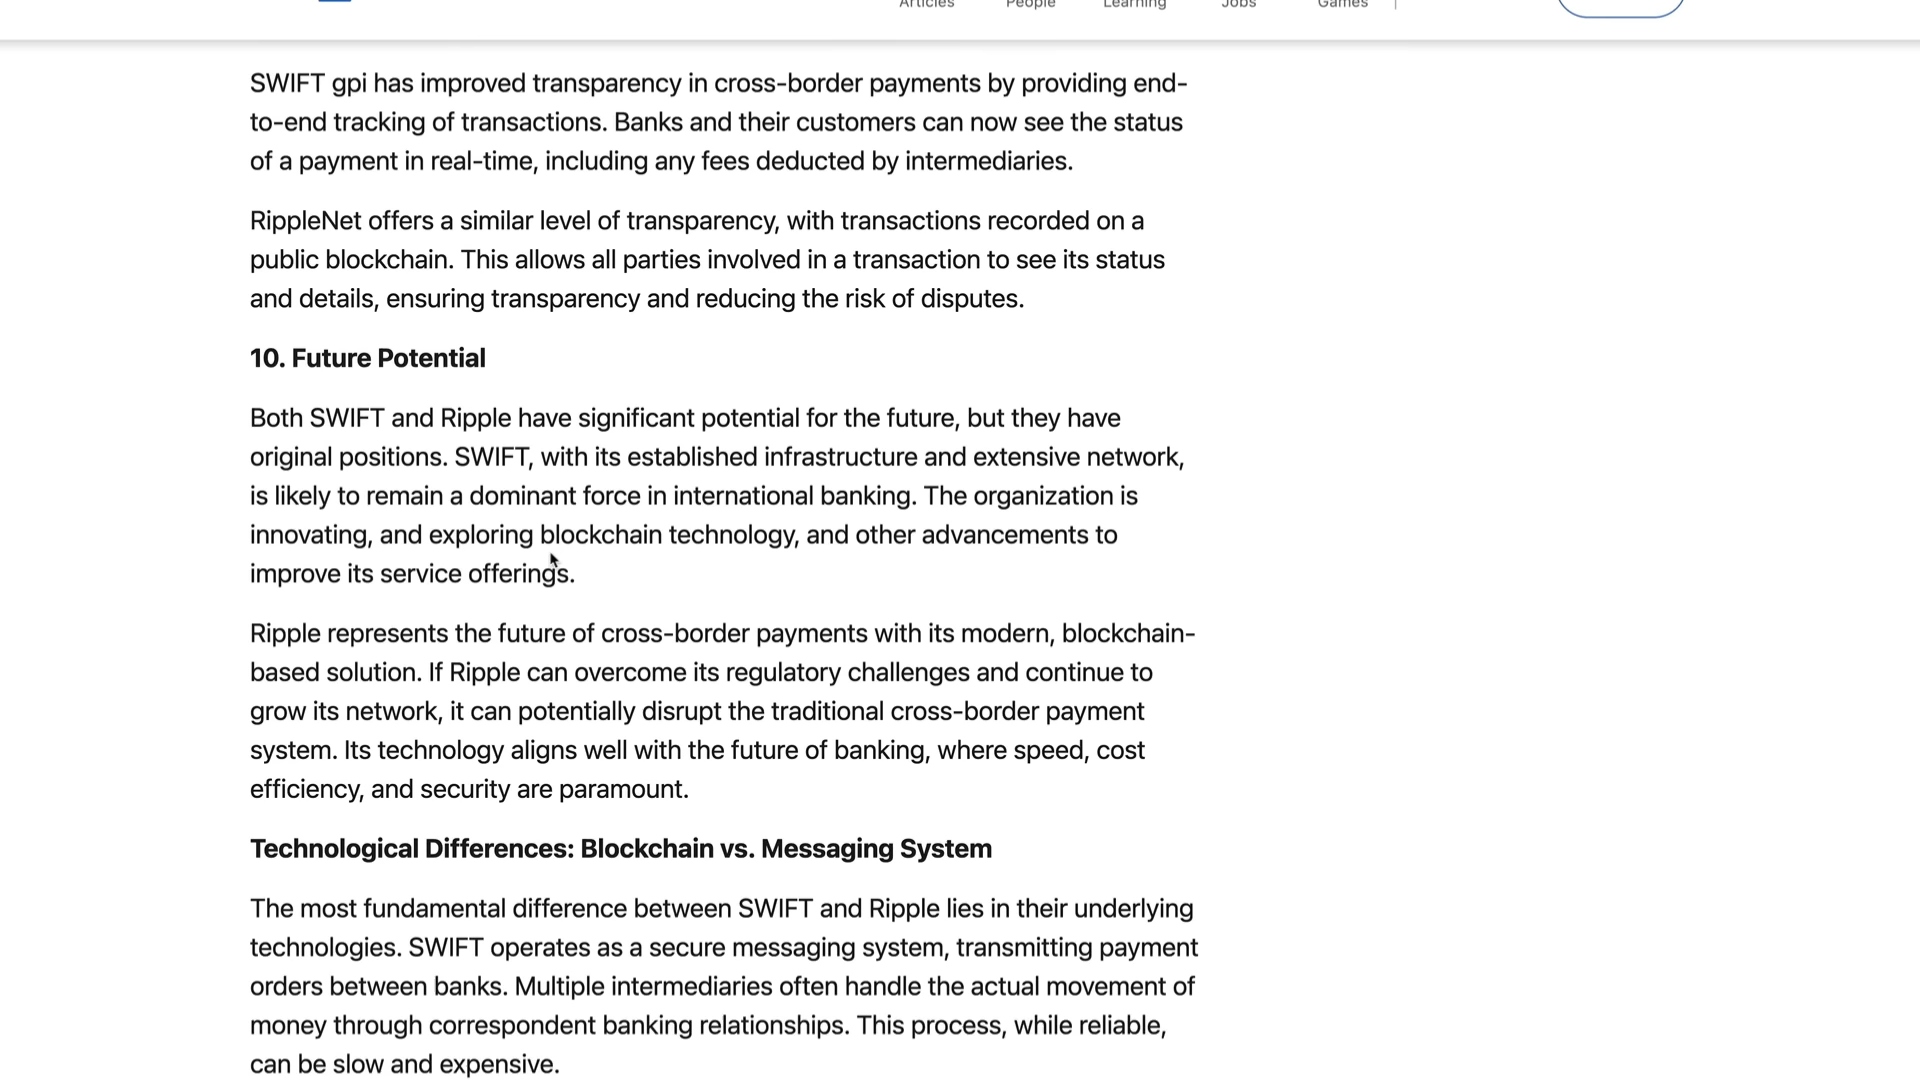 Articles People Learning Jobs Games
SWIFT gpi has improved transparency in cross-border payments by providing end-
to-end tracking of transactions. Banks and their customers can now see the status
of a payment in real-time, including any fees deducted by intermediaries.
RippleNet offers a similar level of transparency, with transactions recorded on a
public blockchain. This allows all parties involved in a transaction to see its status
and details, ensuring transparency and reducing the risk of disputes.
10. Future Potential
Both SWIFT and Ripple have significant potential for the future, but they have
original positions. SWIFT, with its established infrastructure and extensive network,
is likely to remain a dominant force in international banking. The organization is
innovating, and exploring blockchain technology, and other advancements to
improve its service offerings.
Ripple represents the future of cross-border payments with its modern, blockchain-
based solution. If Ripple can overcome its regulatory challenges and continue to
grow its network, it can potentially disrupt the traditional cross-border payment
system. Its technology aligns well with the future of banking, where speed, cost
efficiency, and security are paramount.
Technological Differences: Blockchain vs. Messaging System
The most fundamental difference between SWIFT and Ripple lies in their underlying
technologies. SWIFT operates as a secure messaging system, transmitting payment
orders between banks. Multiple intermediaries often handle the actual movement of
money through correspondent banking relationships. This process, while reliable,
can be slow and expensive.